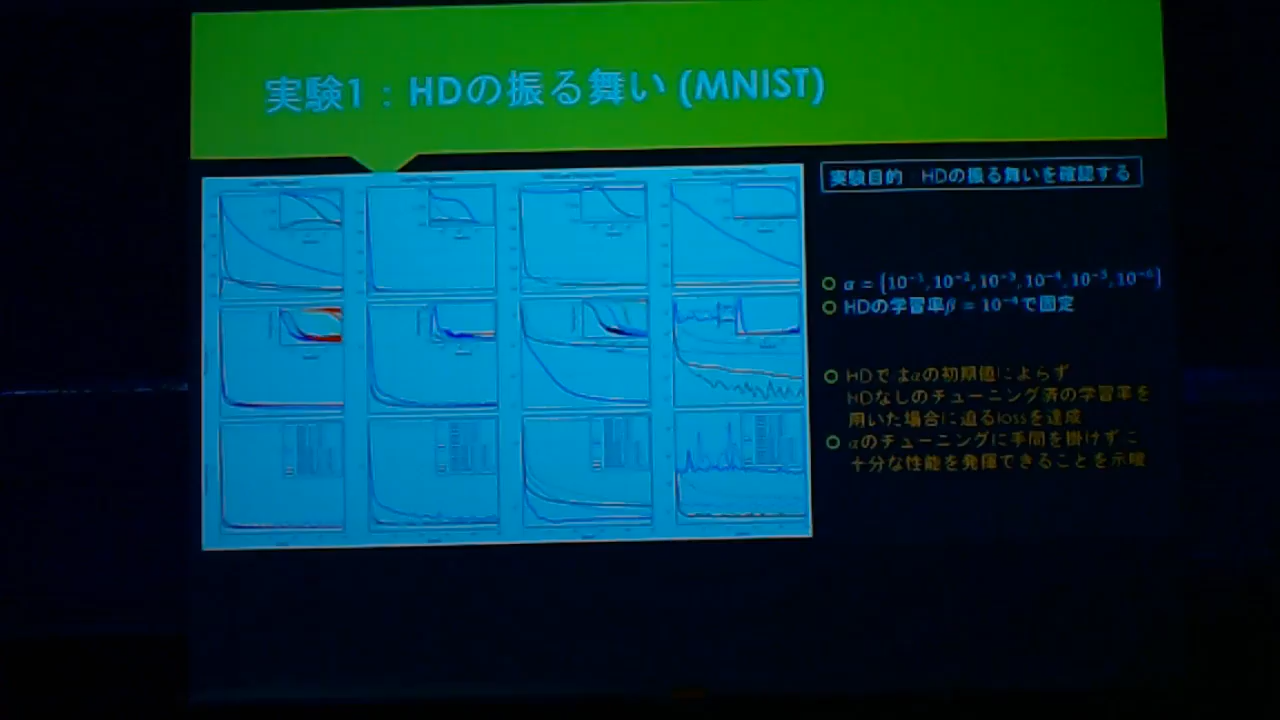 実験1：HDの振る舞い (MNIST)
実験目的：HDの振る舞いを確認する
α = {10⁻¹, 10⁻², 10⁻³, 10⁻⁴, 10⁻⁵, 10⁻⁶}
HDの学習率β = 10⁻⁴で固定
HDではαの初期値によらず
HDなしのチューニング済の学習率を
用いた場合に迫るlossを達成
αのチューニングに手間を掛けずに
十分な性能を発揮できることを示唆